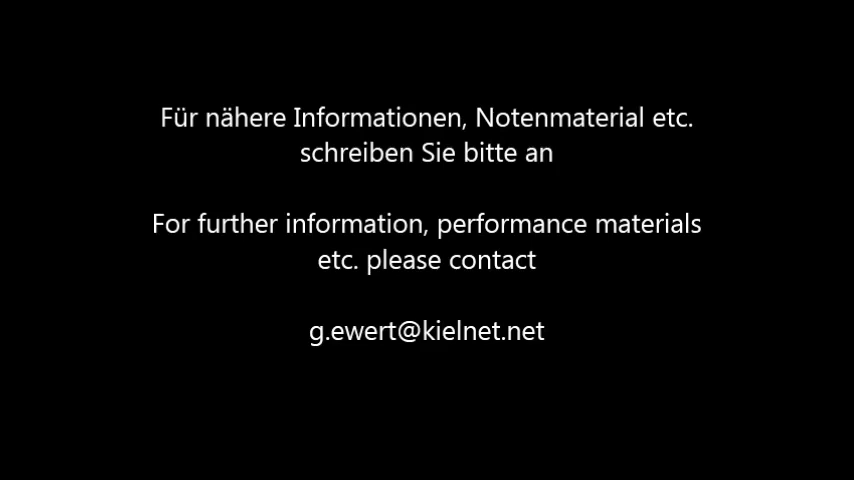 Für nähere Informationen, Notenmaterial etc.
schreiben Sie bitte an
For further information, performance materials
etc. please contact
g.ewert@kielnet.net